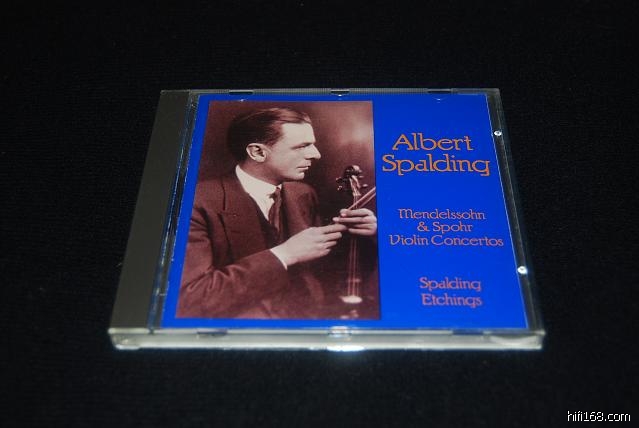 Albert
Spalding
Mendelssohn
& Spohr
Violin Concertos
Spalding
Etchings
hifi168.com